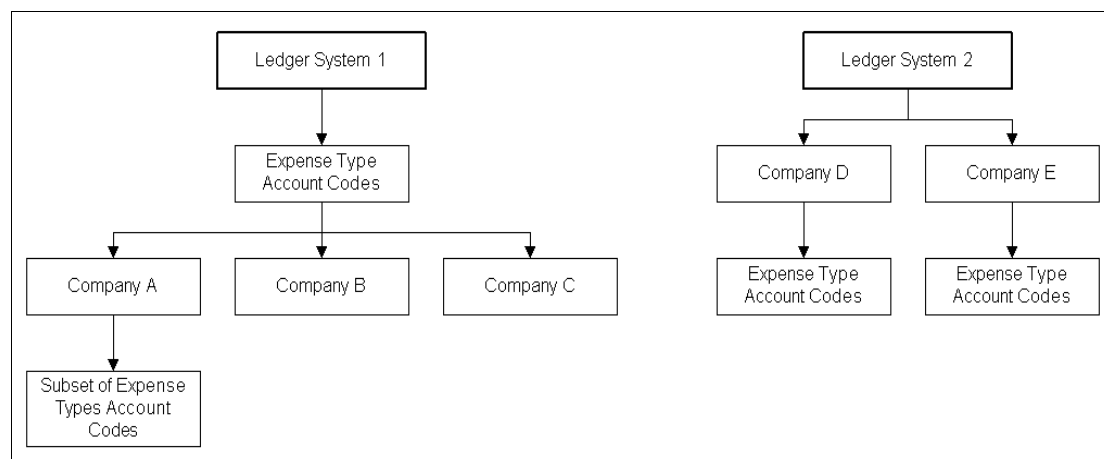 Ledger System 1
Ledger System 2
Expense Type
Account Codes
Company D
Company E
Company A
Company B
Company C
Expense Type
Account Codes
Expense Type
Account Codes
Subset of Expense
Types Account
Codes